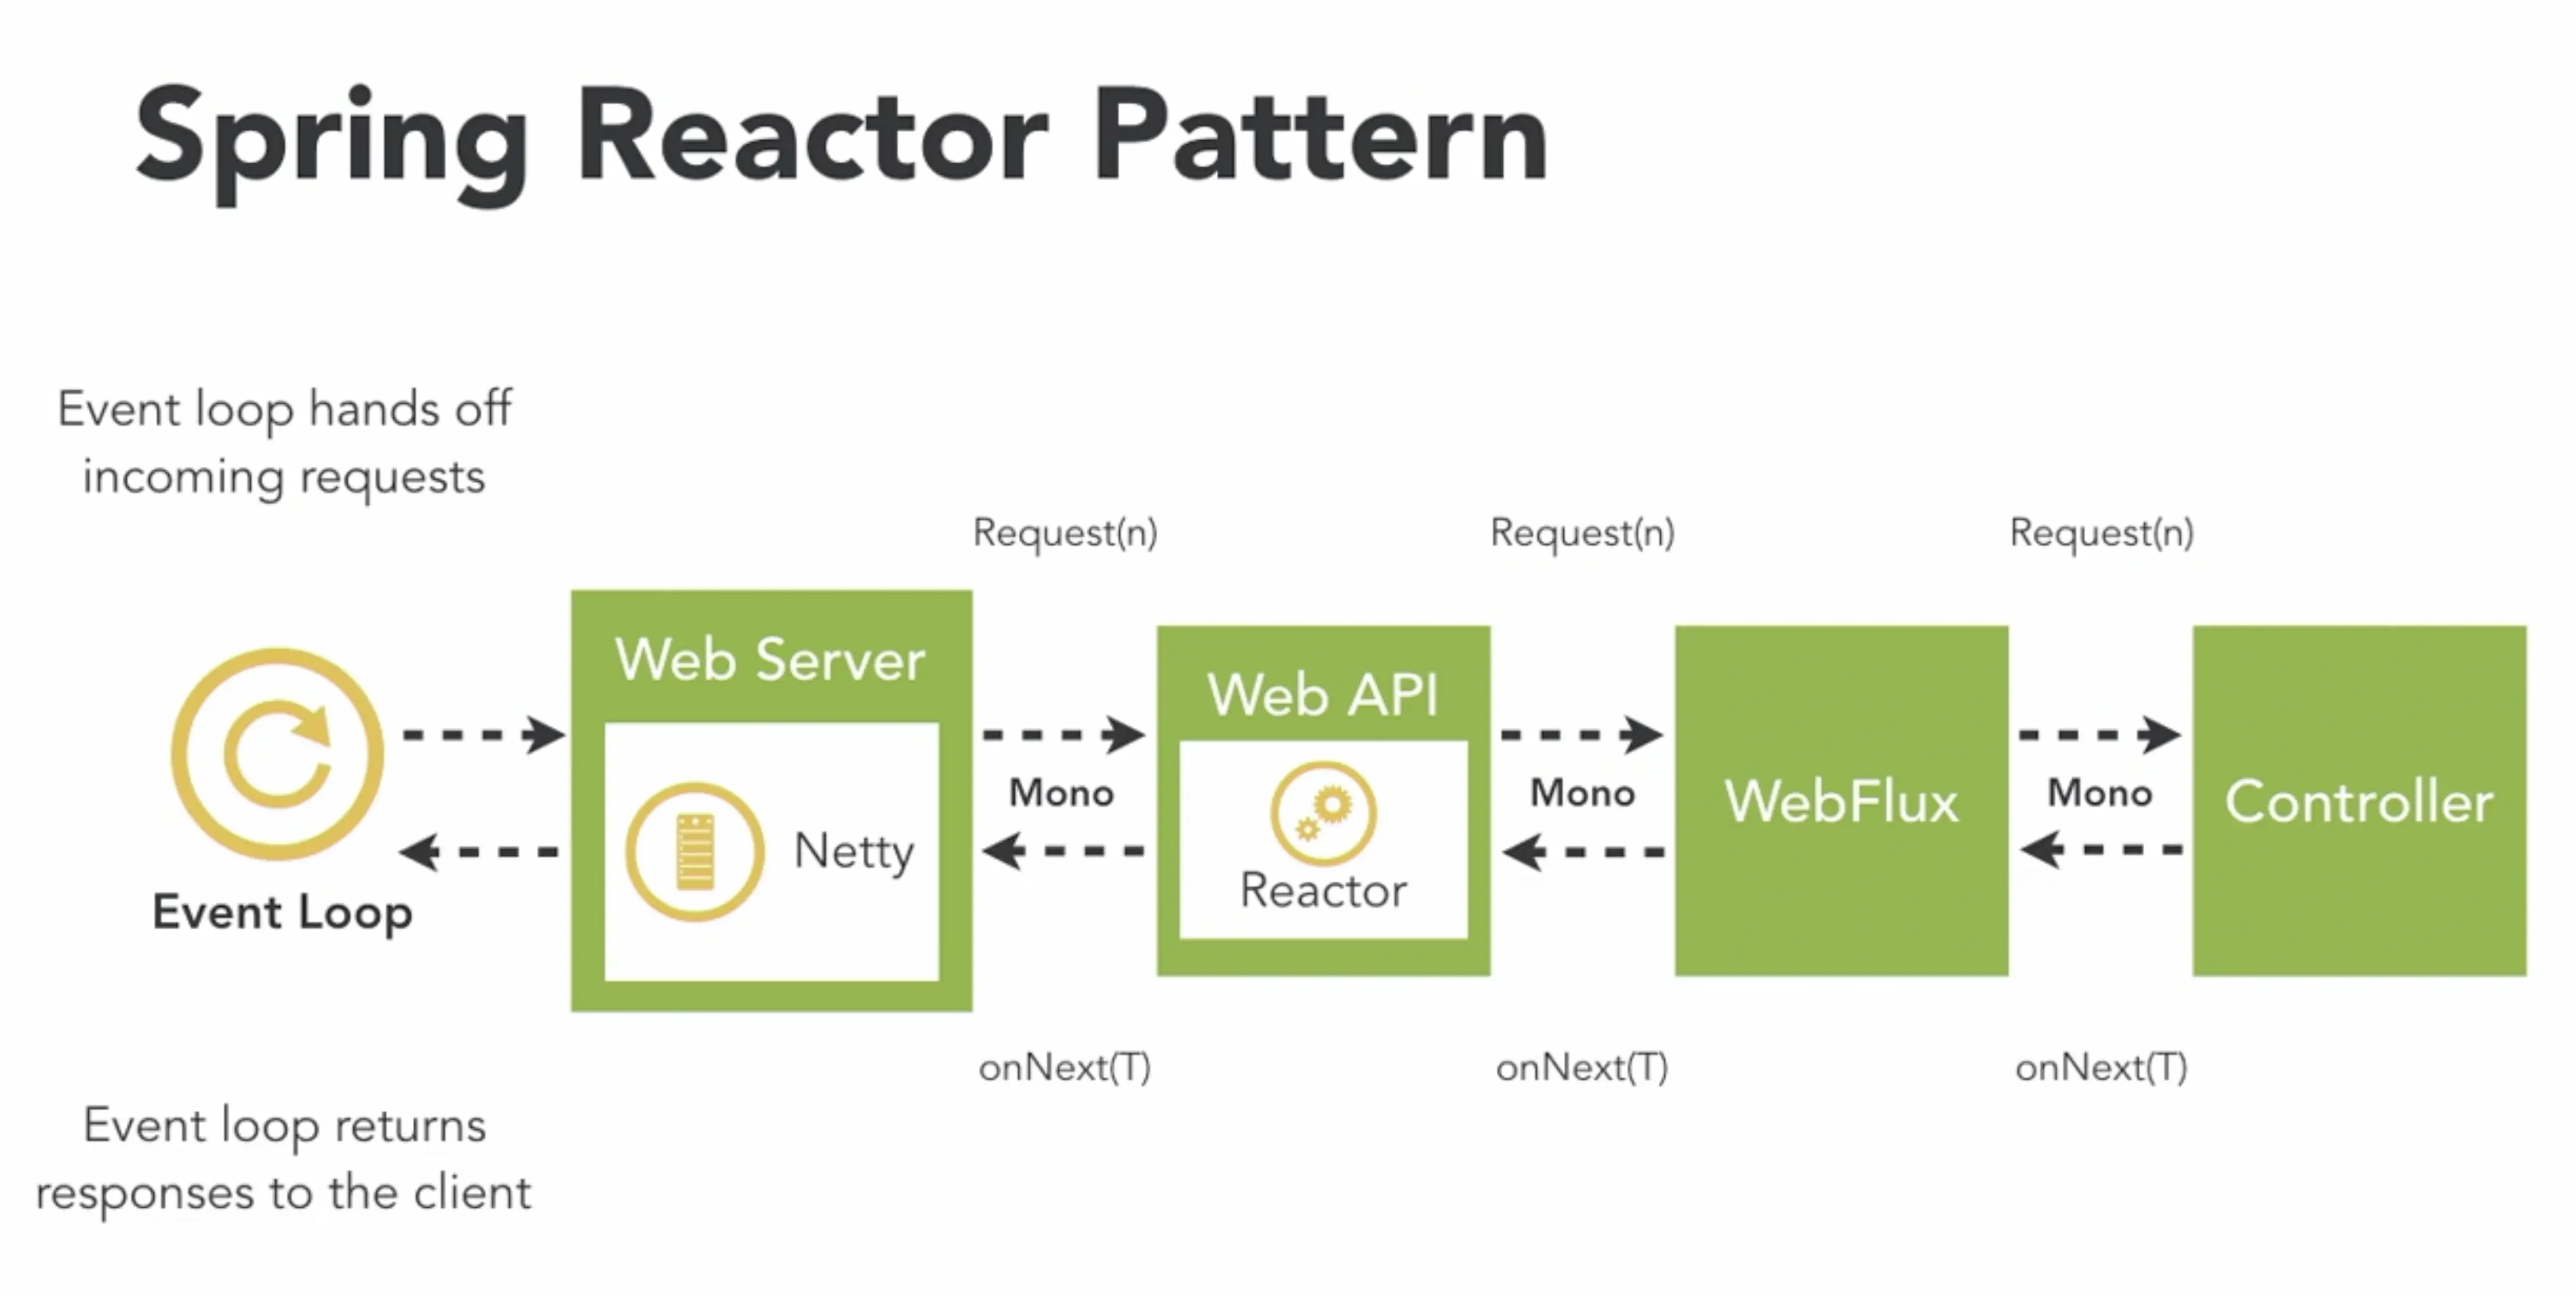 Spring Reactor Pattern
Event loop hands off
incoming requests
Request(n)
Request(n)
Request(n)
Web Server
Web API
Mono
Mono
WebFlux
Mono
Controller
Netty
Reactor
Event Loop
onNext(T)
onNext(T)
onNext(T)
Event loop returns
responses to the client